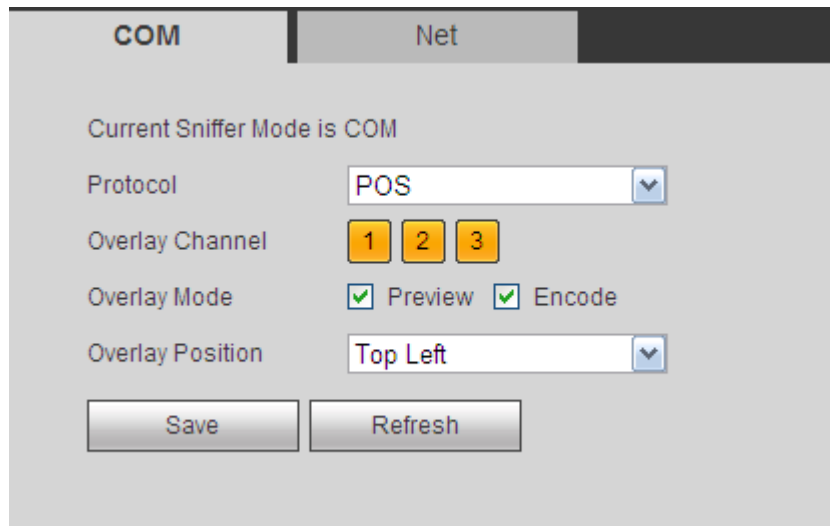 COM Net
Current Sniffer Mode is COM
Protocol POS
Overlay Channel 1 2 3
Overlay Mode Preview Encode
Overlay Position Top Left
Save Refresh